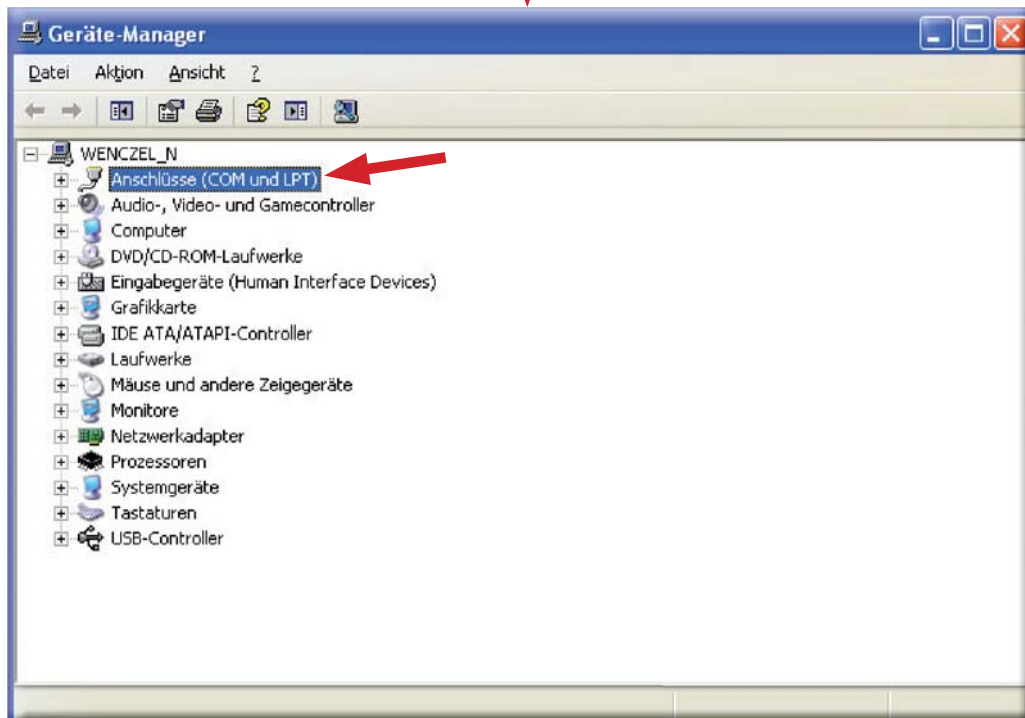 Geräte-Manager
Datei Aktion Ansicht ?
WENCZEL_N
Anschlüsse (COM und LPT)
Audio-, Video- und Gamecontroller
Computer
DVD/CD-ROM-Laufwerke
Eingabegeräte (Human Interface Devices)
Grafikkarte
IDE ATA/ATAPI-Controller
Laufwerke
Mäuse und andere Zeigegeräte
Monitore
Netzwerkadapter
Prozessoren
Systemgeräte
Tastaturen
USB-Controller